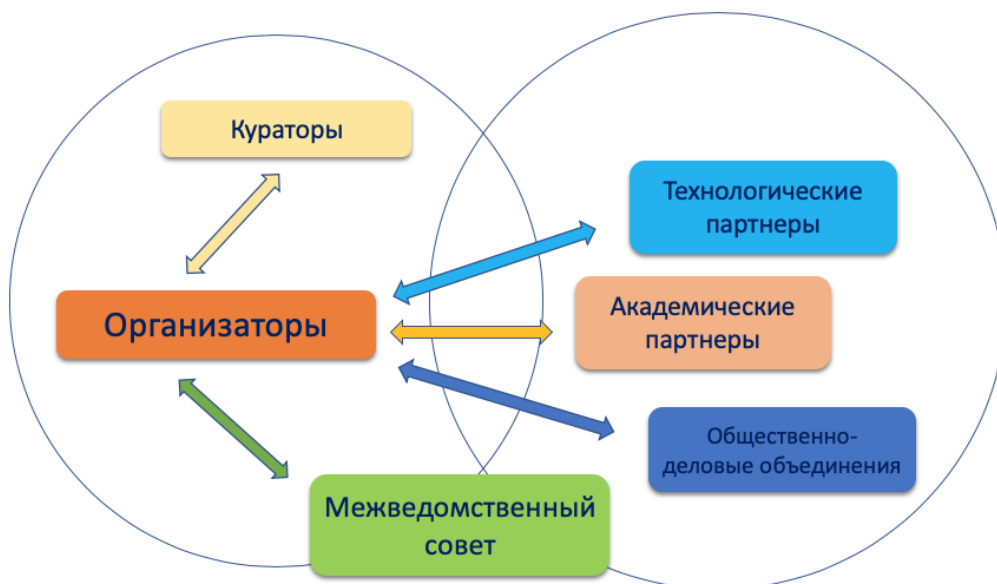 Кураторы
Технологические
партнеры
Организаторы
Академические
партнеры
Общественно-
деловые объединения
Межведомственный
совет